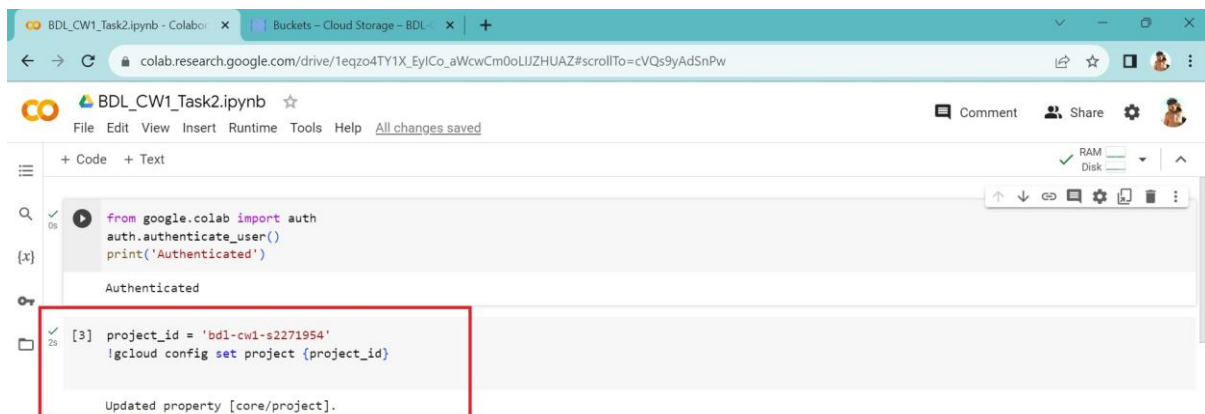 BDL_CW1_Task2.ipynb - Colabor
Buckets – Cloud Storage – BDL-
colab.research.google.com/drive/1eqzo4TY1X_EyICo_aWcwCm0oLIJZHUAZ#scrollTo=cVQs9yAdSnPw
CO BDL_CW1_Task2.ipynb
Comment Share
File Edit View Insert Runtime Tools Help All changes saved
+ Code + Text
RAM
Disk
0s
from google.colab import auth
auth.authenticate_user()
print('Authenticated')
{x}
Authenticated
2s
[3] project_id = 'bdl-cw1-s2271954'
!gcloud config set project {project_id}
Updated property [core/project].